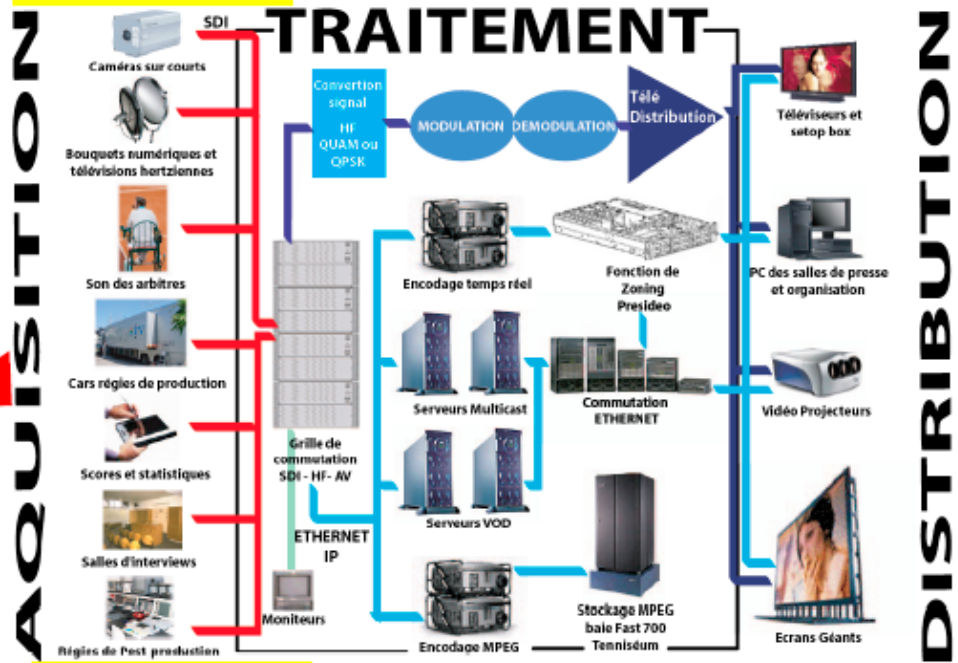 AQUISITION
TRAITEMENT
DISTRIBUTION
SDI
Caméras sur courts
Bouquets numériques et
télévisions hertziennes
Son des arbitres
Cars régies de production
Scores et statistiques
Salles d'interviews
Régies de Post production
Convertion
signal
HF
QUAM ou
QPSK
MODULATION
DEMODULATION
Télé
Distribution
Grille de
commutation
SDI - HF- AV
ETHERNET
IP
Moniteurs
Encodage temps réel
Fonction de
Zoning
Presideo
Serveurs Multicast
Commutation
ETHERNET
Serveurs VOD
Encodage MPEG
Stockage MPEG
baie Fast 700
Tenniséum
Téléviseurs et
setop box
PC des salles de presse
et organisation
Vidéo Projecteurs
Ecrans Géants